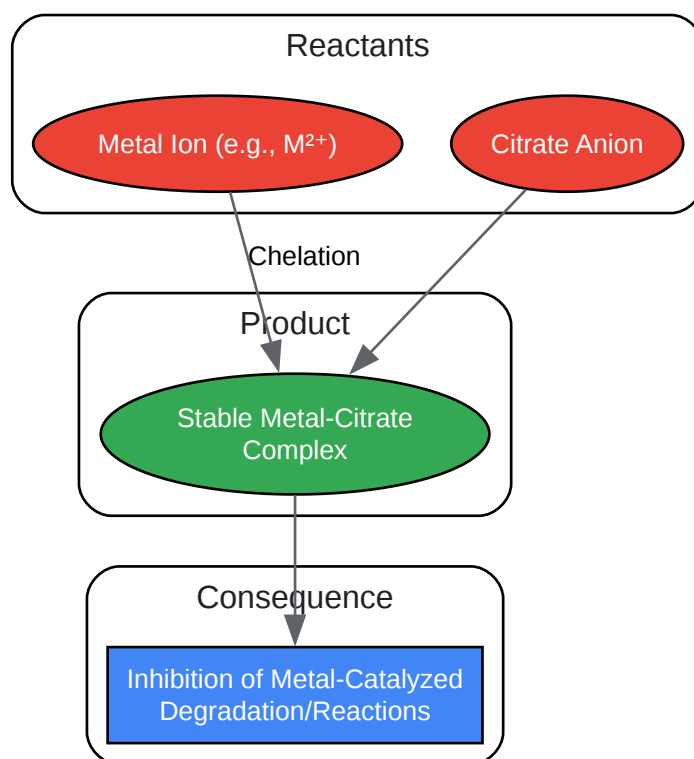 Reactants
Metal Ion (e.g., M²⁺)
Citrate Anion
Chelation
Product
Stable Metal-Citrate
Complex
Consequence
Inhibition of Metal-Catalyzed
Degradation/Reactions